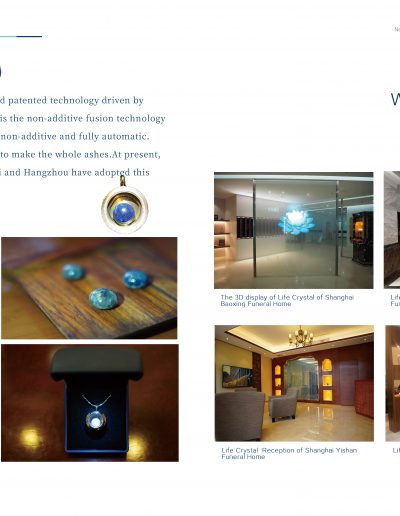 d patented technology driven by
is the non-additive fusion technology
non-additive and fully automatic.
to make the whole ashes.At present,
i and Hangzhou have adopted this
W
The 3D display of Life Crystal of Shanghai
Baoxing Funeral Home
Life Crystal Reception of Shanghai Yishan
Funeral Home